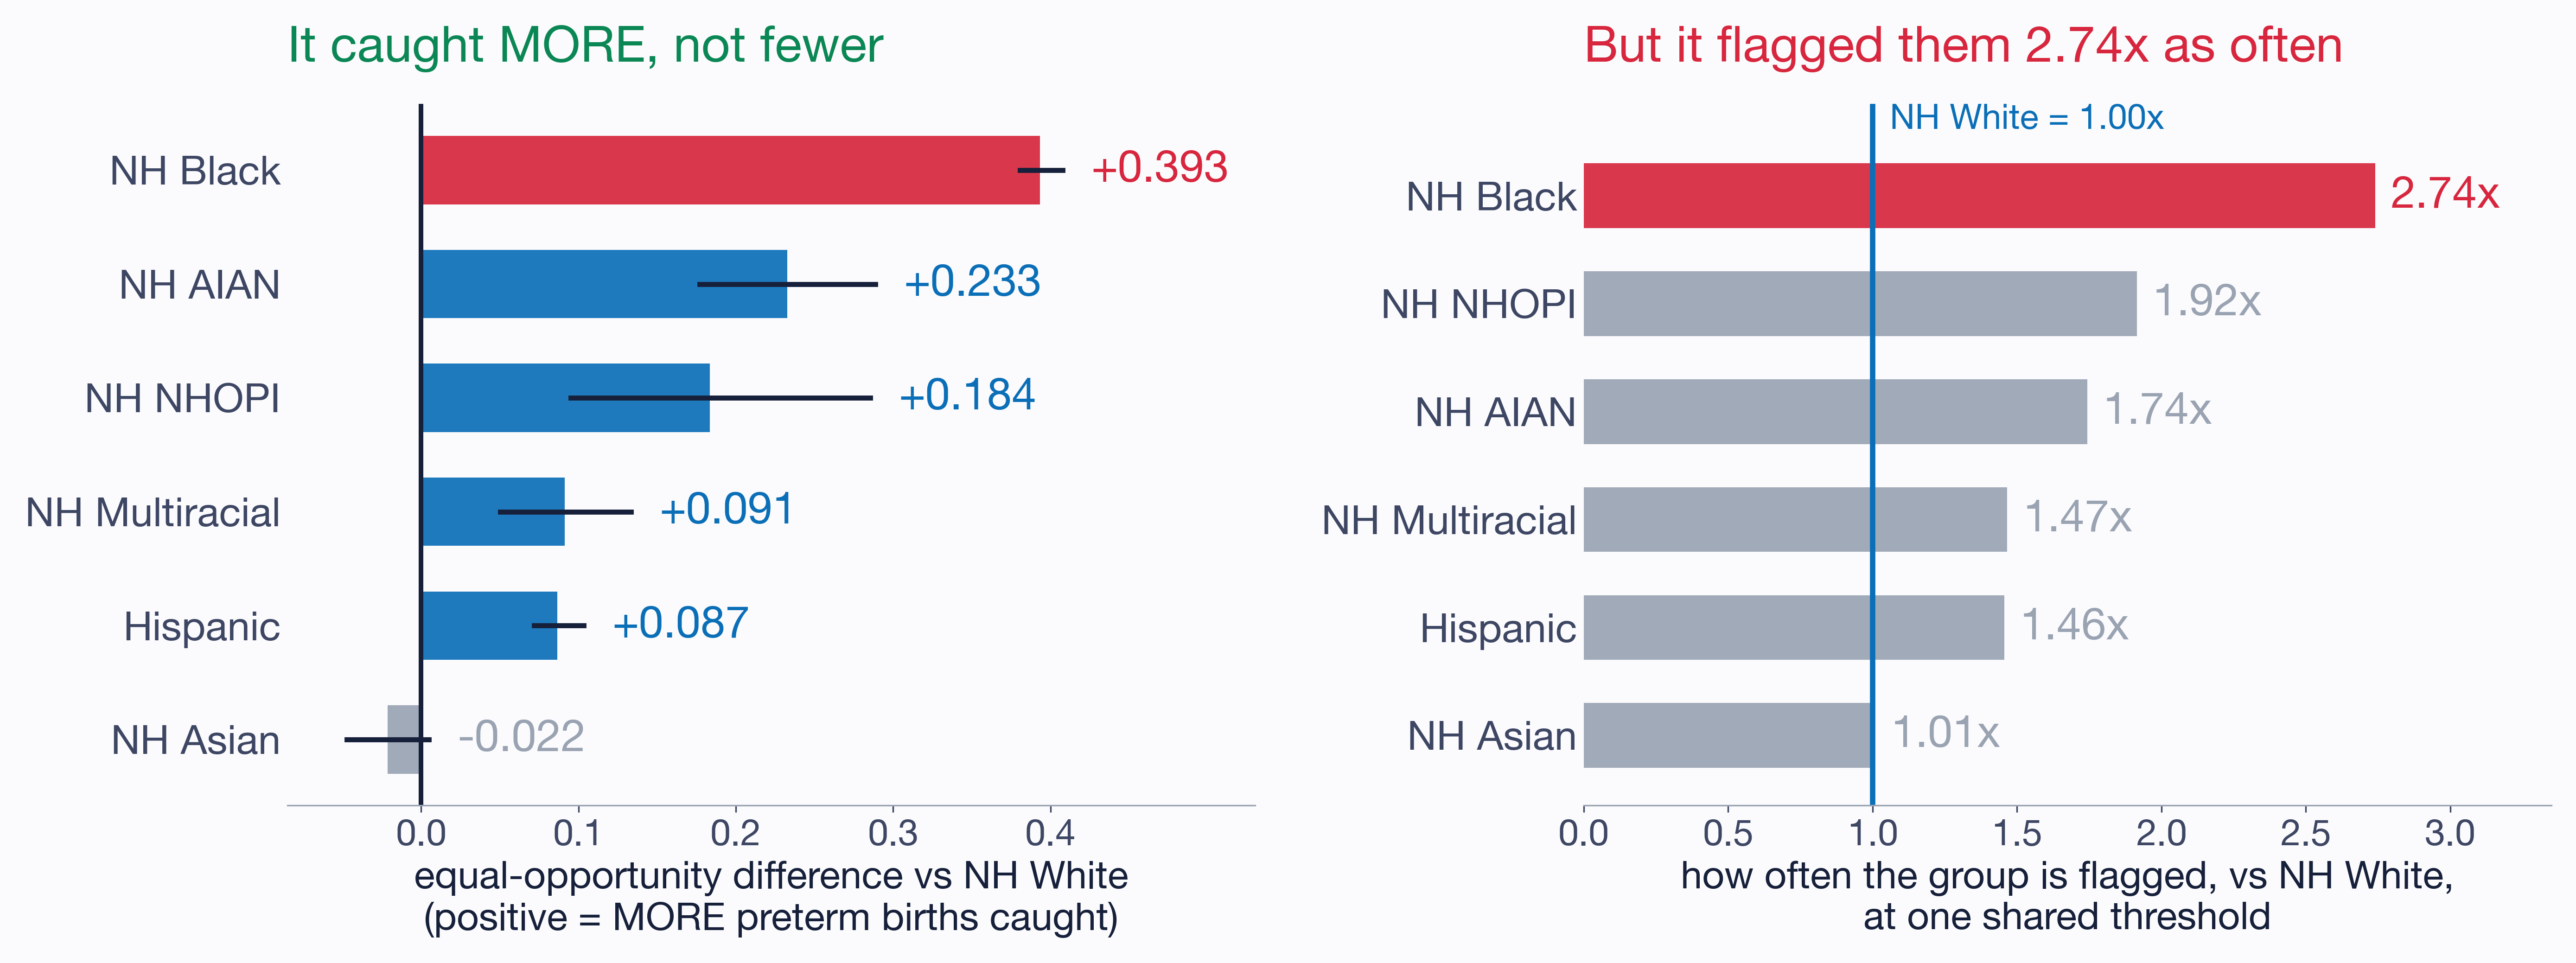 It caught MORE, not fewer
NH Black
+0.393
NH AIAN
+0.233
NH NHOPI
+0.184
NH Multiracial
+0.091
Hispanic
+0.087
NH Asian
-0.022
0.0 0.1 0.2 0.3 0.4
equal-opportunity difference vs NH White
(positive = MORE preterm births caught)
But it flagged them 2.74x as often
NH White = 1.00x
NH Black
2.74x
NH NHOPI
1.92x
NH AIAN
1.74x
NH Multiracial
1.47x
Hispanic
1.46x
NH Asian
1.01x
0.0 0.5 1.0 1.5 2.0 2.5 3.0
how often the group is flagged, vs NH White,
at one shared threshold